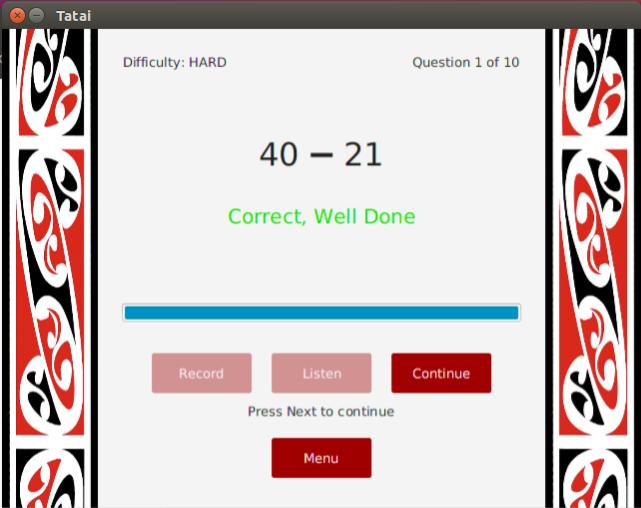 Tatai
Difficulty: HARD Question 1 of 10
40 − 21
Correct, Well Done
Record Listen Continue
Press Next to continue
Menu